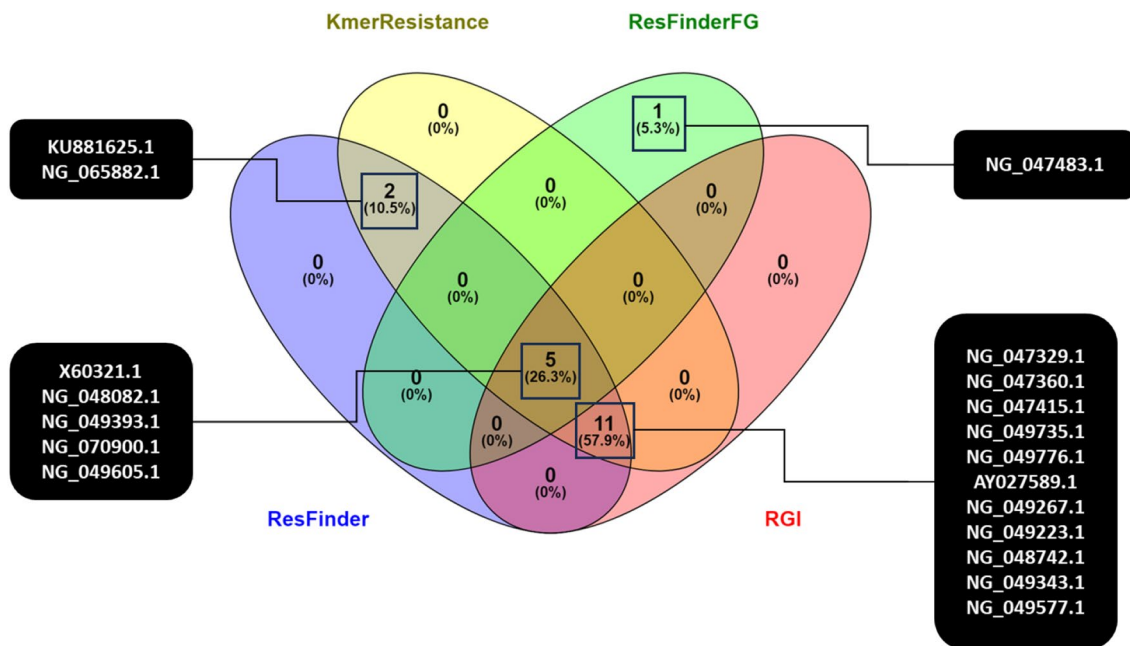 KmerResistance
ResFinderFG
KU881625.1
NG_065882.1
0
(0%)
1
(5.3%)
NG_047483.1
2
(10.5%)
0
(0%)
0
(0%)
0
(0%)
0
(0%)
0
(0%)
0
(0%)
X60321.1
NG_048082.1
NG_049393.1
NG_070900.1
NG_049605.1
5
(26.3%)
0
(0%)
0
(0%)
0
(0%)
11
(57.9%)
0
(0%)
NG_047329.1
NG_047360.1
NG_047415.1
NG_049735.1
NG_049776.1
AY027589.1
NG_049267.1
NG_049223.1
NG_048742.1
NG_049343.1
NG_049577.1
ResFinder
RGI